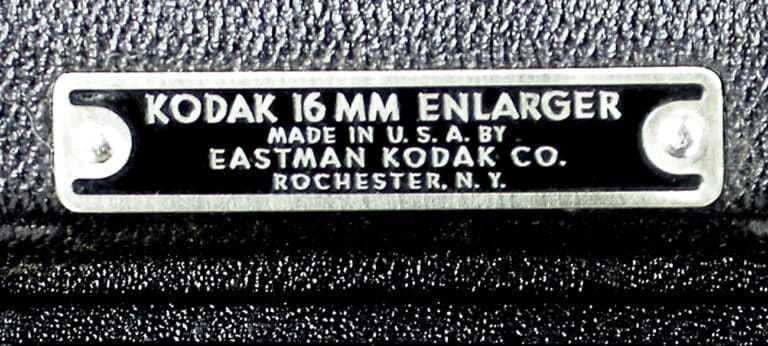 KODAK 16 MM ENLARGER
MADE IN U. S. A. BY
EASTMAN KODAK CO.
ROCHESTER, N. Y.